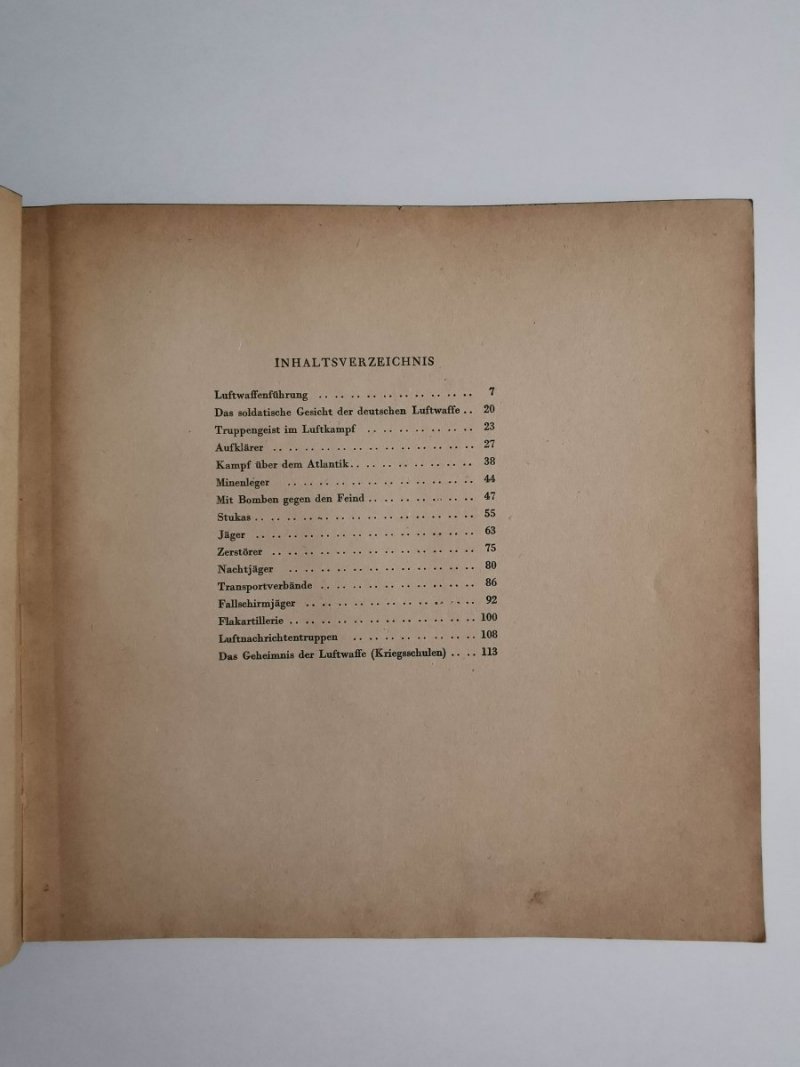 INHALTSVERZEICHNIS
Luftwaffenführung .. .. .. .. .. .. .. .. .. .. 7
Das soldatische Gesicht der deutschen Luftwaffe .. 20
Truppengeist im Luftkampf .. .. .. .. .. .. .. 23
Aufklärer .. .. .. .. .. .. .. .. .. .. .. .. .. 27
Kampf über dem Atlantik .. .. .. .. .. .. .. .. 38
Minenleger .. .. .. .. .. .. .. .. .. .. .. .. 44
Mit Bomben gegen den Feind .. .. .. .. .. .. .. 47
Stukas .. .. .. .. .. .. .. .. .. .. .. .. .. .. 55
Jäger .. .. .. .. .. .. .. .. .. .. .. .. .. .. 63
Zerstörer .. .. .. .. .. .. .. .. .. .. .. .. .. 75
Nachtjäger .. .. .. .. .. .. .. .. .. .. .. .. 80
Transportverbände .. .. .. .. .. .. .. .. .. .. 86
Fallschirmjäger .. .. .. .. .. .. .. .. .. .. .. 92
Flakartillerie .. .. .. .. .. .. .. .. .. .. .. .. 100
Luftnachrichtentruppen .. .. .. .. .. .. .. .. 108
Das Geheimnis der Luftwaffe (Kriegsschulen) .. .. 113